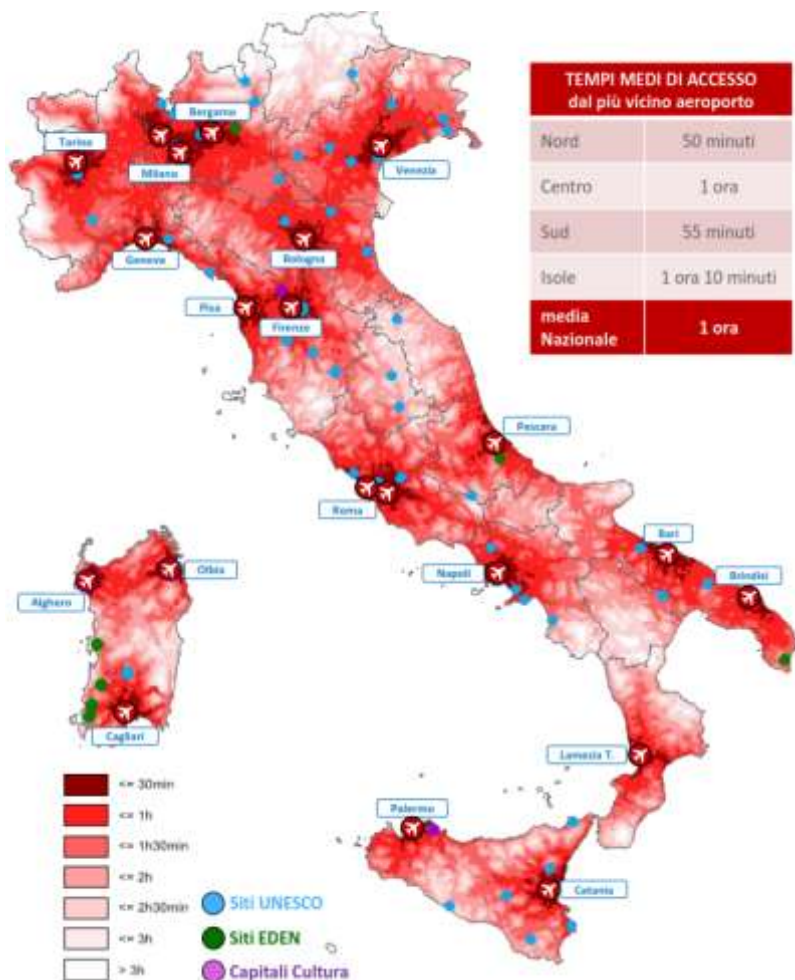 TEMPI MEDI DI ACCESSO
dal più vicino aeroporto
Nord 50 minuti
Centro 1 ora
Sud 55 minuti
Isole 1 ora 10 minuti
media Nazionale 1 ora
Bergamo
Torino
Milano
Venezia
Genova
Bologna
Pisa
Firenze
Pescara
Roma
Bari
Napoli
Brindisi
Olbia
Alghero
Cagliari
Lamezia T.
Palermo
Catania
<= 30min
<= 1h
<= 1h30min
<= 2h
<= 2h30min
<= 3h
> 3h
Siti UNESCO
Siti EDEN
Capitali Cultura